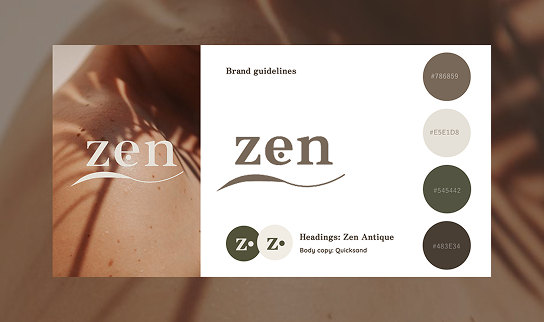 zen
Brand guidelines
zen
z.
z.
Headings: Zen Antique
Body copy: Quicksand
#786859
#E5E1D8
#545442
#483E34